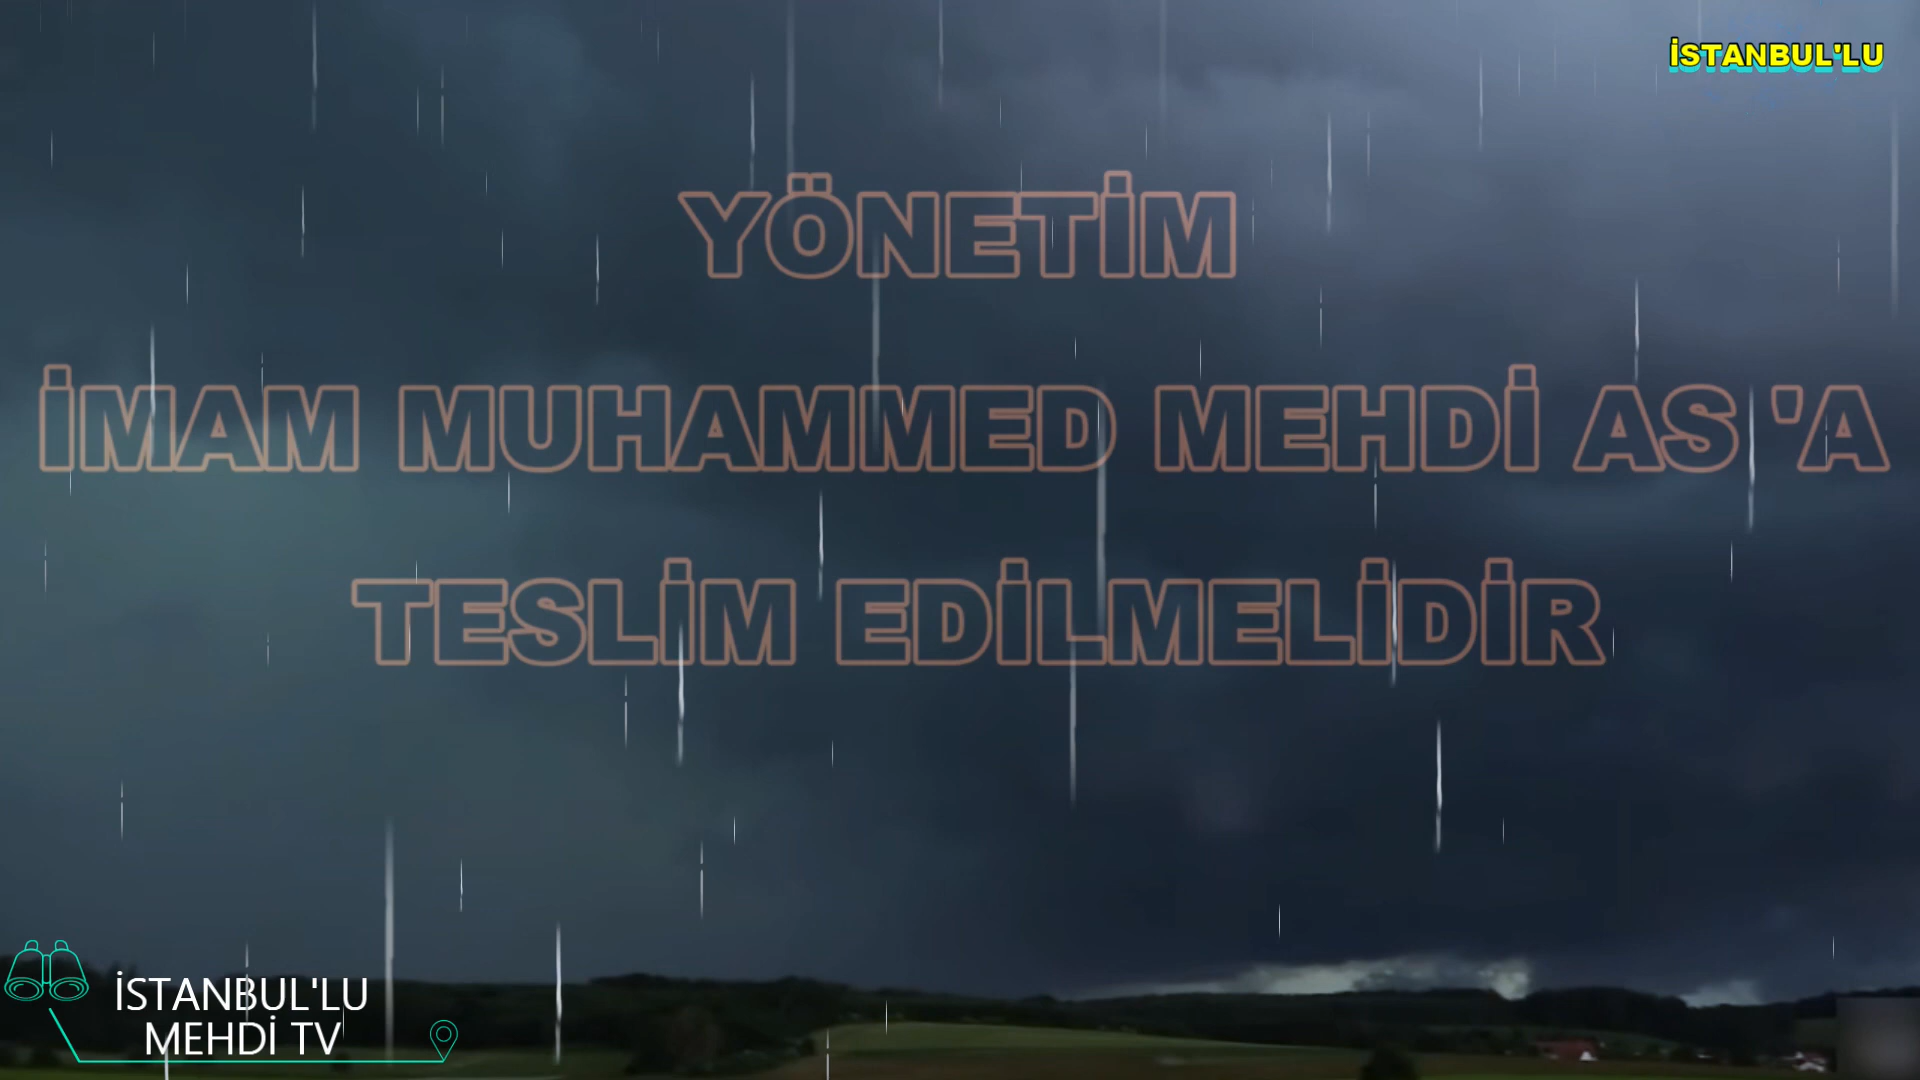 İSTANBUL'LU
YÖNETİM
İMAM MUHAMMED MEHDİ AS 'A
TESLİM EDİLMELİDİR
İSTANBUL'LU
MEHDİ TV